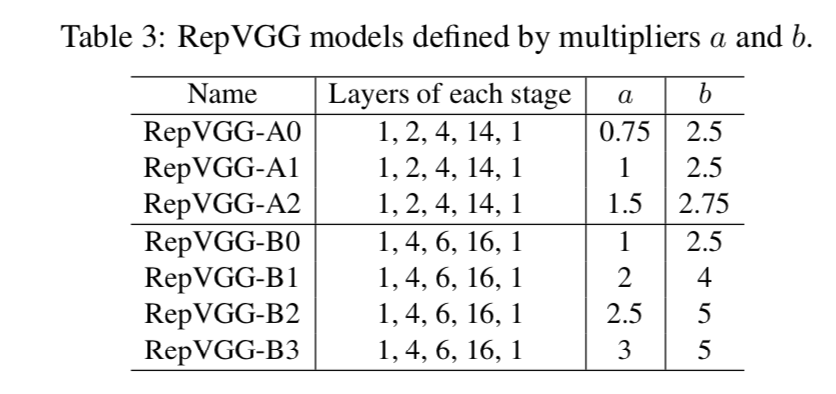 Table 3: RepVGG models defined by multipliers a and b.
Name Layers of each stage a b
RepVGG-A0 1, 2, 4, 14, 1 0.75 2.5
RepVGG-A1 1, 2, 4, 14, 1 1 2.5
RepVGG-A2 1, 2, 4, 14, 1 1.5 2.75
RepVGG-B0 1, 4, 6, 16, 1 1 2.5
RepVGG-B1 1, 4, 6, 16, 1 2 4
RepVGG-B2 1, 4, 6, 16, 1 2.5 5
RepVGG-B3 1, 4, 6, 16, 1 3 5